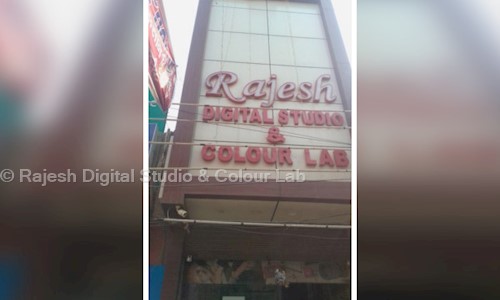 Rajesh
DIGITAL STUDIO
&
COLOUR LAB
© Rajesh Digital Studio & Colour Lab